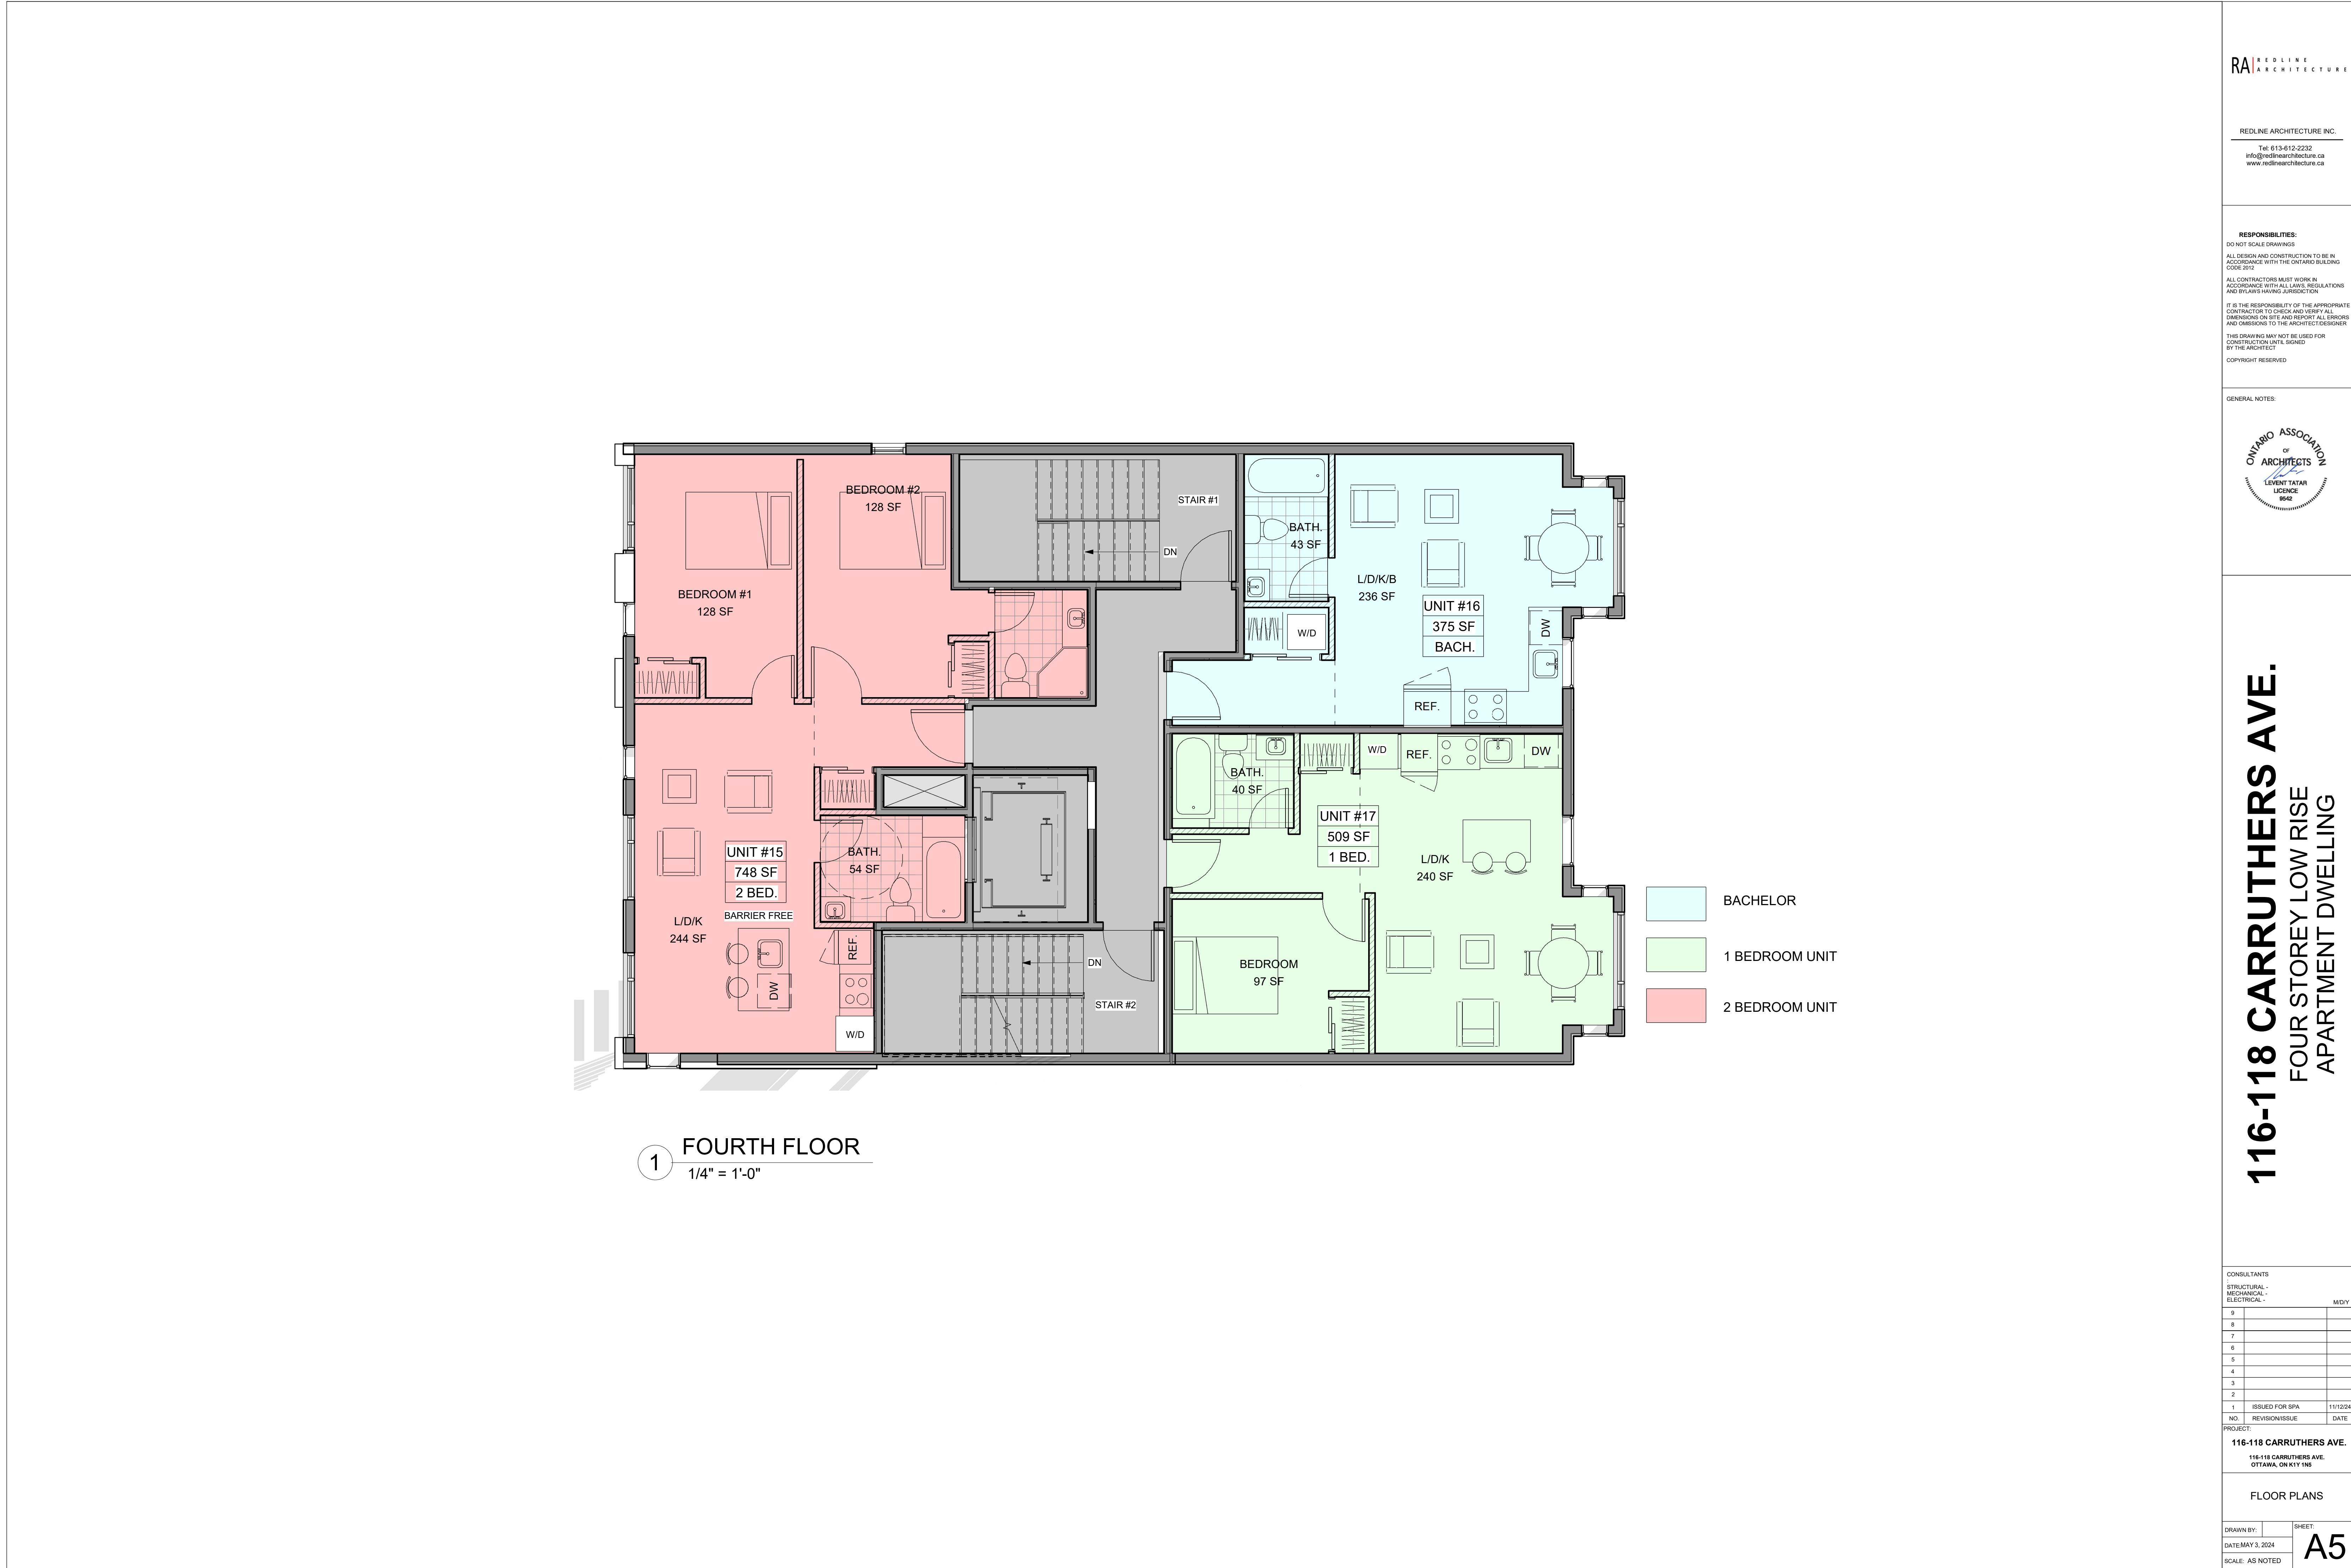 BEDROOM #2
128 SF
STAIR #1
DN
BATH.
43 SF
L/D/K/B
236 SF
BEDROOM #1
128 SF
UNIT #16
375 SF
BACH.
W/D
DW
REF.
W/D
REF.
DW
BATH.
40 SF
UNIT #17
509 SF
1 BED.
L/D/K
240 SF
UNIT #15
748 SF
2 BED.
BARRIER FREE
BATH.
54 SF
L/D/K
244 SF
REF.
DW
W/D
DN
STAIR #2
BEDROOM
97 SF
BACHELOR
1 BEDROOM UNIT
2 BEDROOM UNIT
1
FOURTH FLOOR
1/4" = 1'-0"
RA REDLINE
ARCHITECTURE
REDLINE ARCHITECTURE INC.
Tel: 613-612-2232
info@redlinearchitecture.ca
www.redlinearchitecture.ca
RESPONSIBILITIES:
DO NOT SCALE DRAWINGS
ALL DESIGN AND CONSTRUCTION TO BE IN
ACCORDANCE WITH THE ONTARIO BUILDING
CODE 2012
ALL CONTRACTORS MUST WORK IN
ACCORDANCE WITH ALL LAWS, REGULATIONS
AND BYLAWS HAVING JURISDICTION
IT IS THE RESPONSIBILITY OF THE APPROPRIATE
CONTRACTOR TO CHECK AND VERIFY ALL
DIMENSIONS ON SITE AND REPORT ALL ERRORS
AND OMISSIONS TO THE ARCHITECT/DESIGNER
THIS DRAWING MAY NOT BE USED FOR
CONSTRUCTION UNTIL SIGNED
BY THE ARCHITECT
COPYRIGHT RESERVED
GENERAL NOTES:
ONTARIO ASSOCIATION
OF
ARCHITECTS
LEVENT TATAR
LICENCE
9542
116-118 CARRUTHERS AVE.
FOUR STOREY LOW RISE
APARTMENT DWELLING
CONSULTANTS
:
STRUCTURAL -
MECHANICAL -
ELECTRICAL -
M/D/Y
9
8
7
6
5
4
3
2
1 ISSUED FOR SPA 11/12/24
NO. REVISION/ISSUE DATE
PROJECT:
116-118 CARRUTHERS AVE.
116-118 CARRUTHERS AVE.
OTTAWA, ON K1Y 1N5
FLOOR PLANS
DRAWN BY:
SHEET:
DATE:MAY 3, 2024
A5
SCALE: AS NOTED